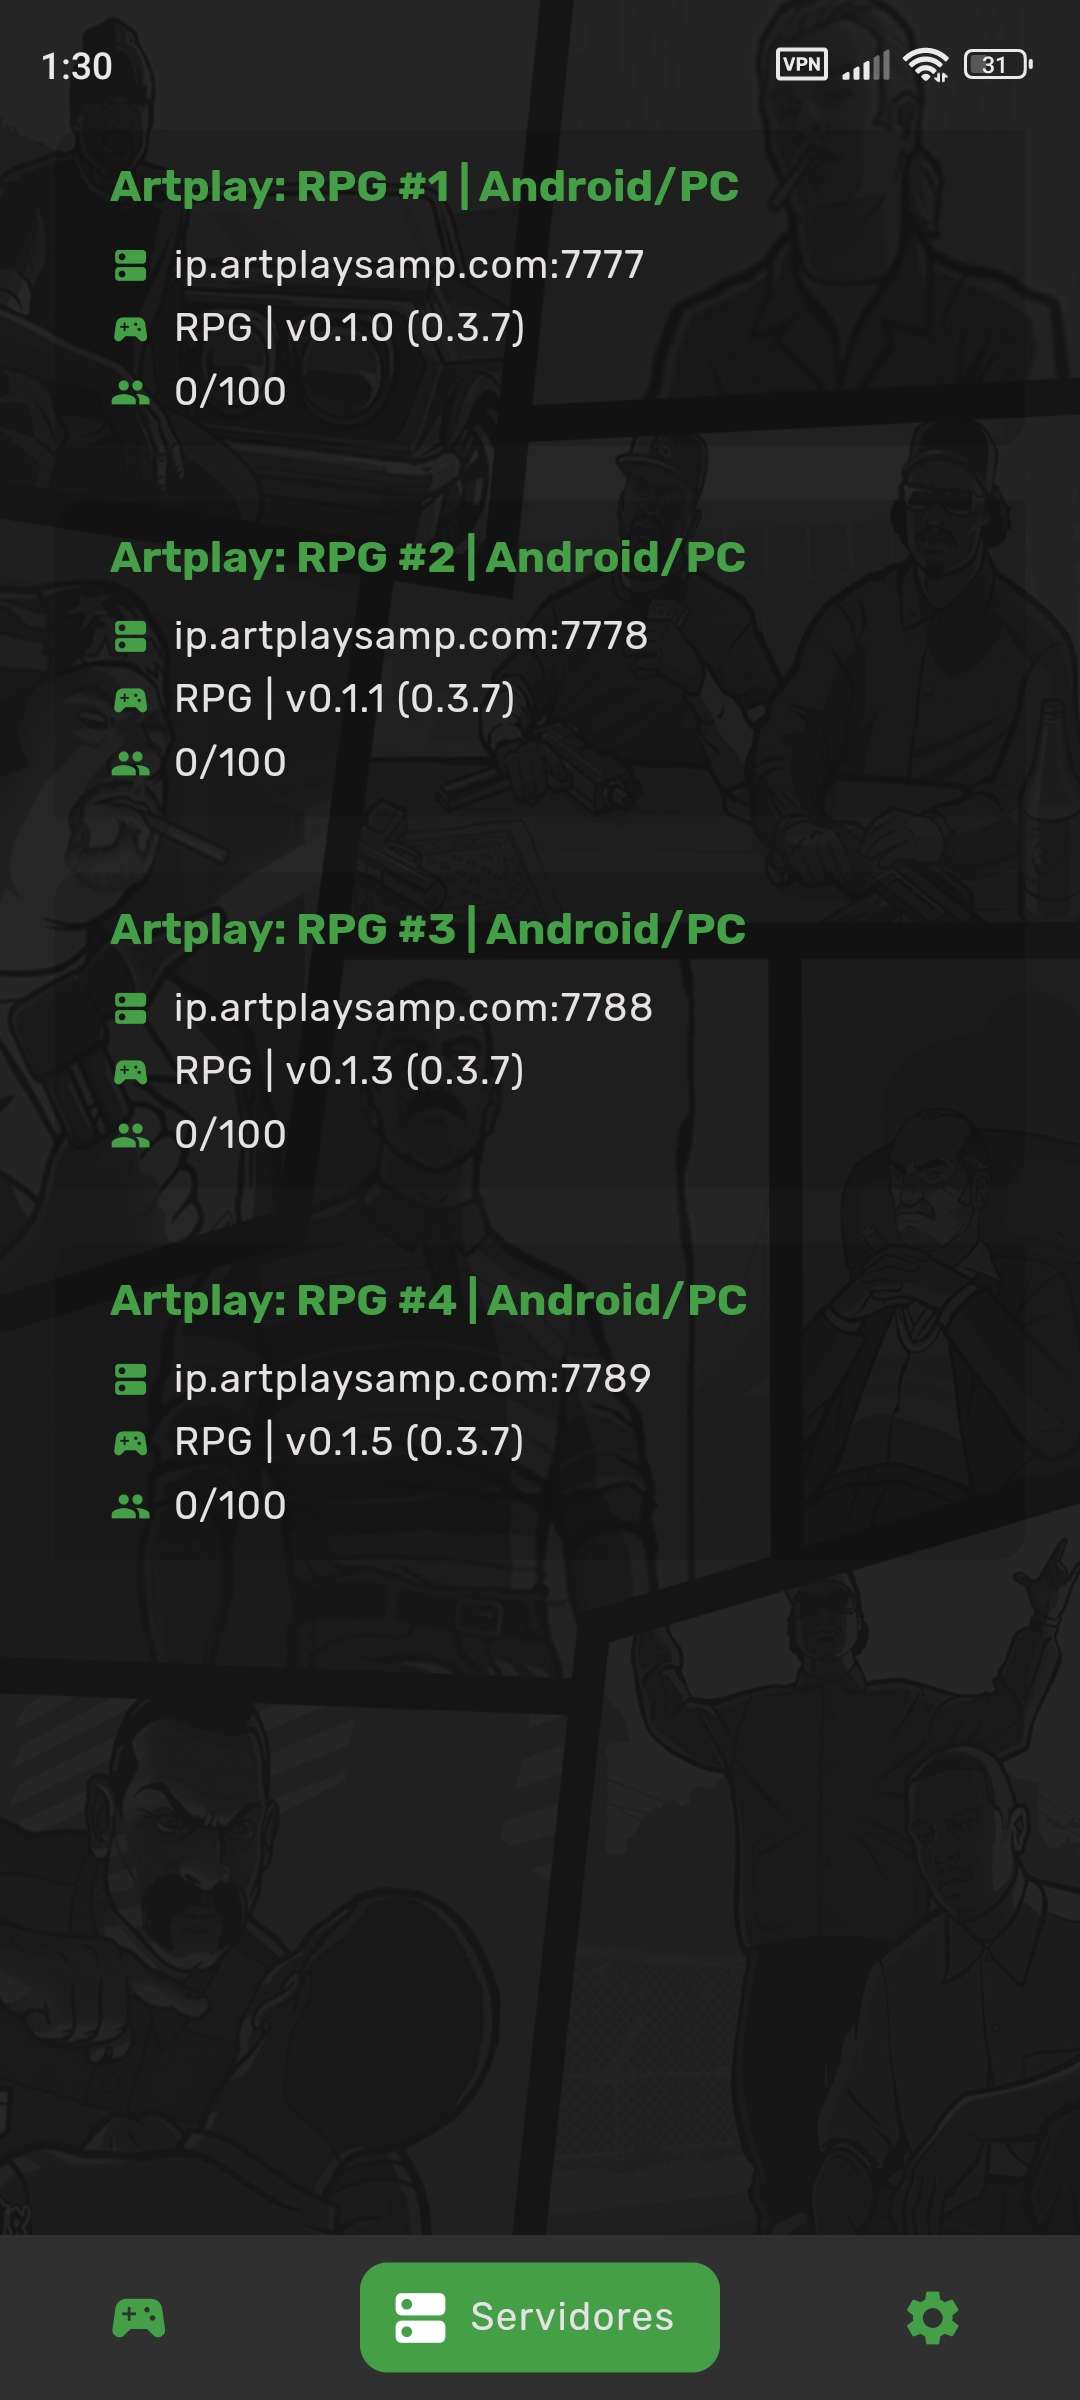 1:30 VPN 31
Artplay: RPG #1 | Android/PC
ip.artplaysamp.com:7777
RPG | v0.1.0 (0.3.7)
0/100
Artplay: RPG #2 | Android/PC
ip.artplaysamp.com:7778
RPG | v0.1.1 (0.3.7)
0/100
Artplay: RPG #3 | Android/PC
ip.artplaysamp.com:7788
RPG | v0.1.3 (0.3.7)
0/100
Artplay: RPG #4 | Android/PC
ip.artplaysamp.com:7789
RPG | v0.1.5 (0.3.7)
0/100
Servidores